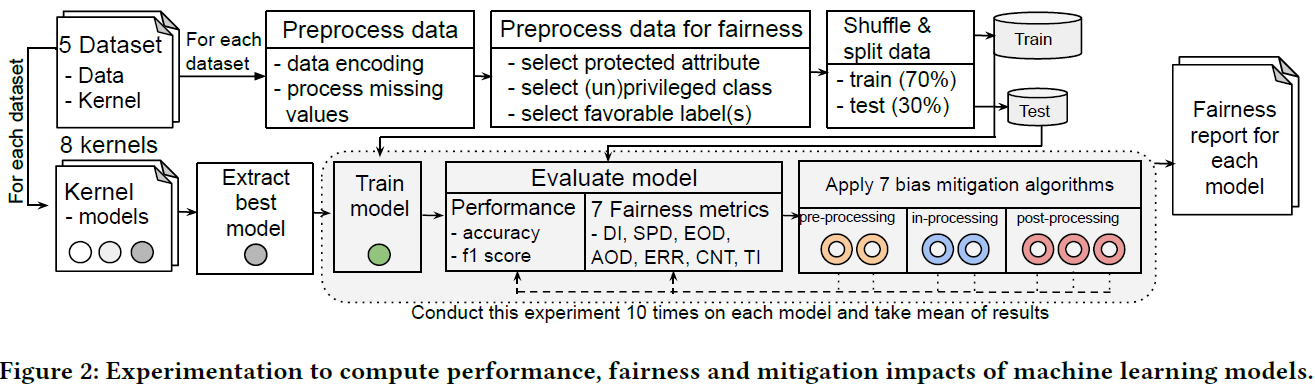 5 Dataset
- Data
- Kernel
For each dataset
For each
dataset
Preprocess data
- data encoding
- process missing
values
Preprocess data for fairness
- select protected attribute
- select (un)privileged class
- select favorable label(s)
Shuffle &
split data
- train (70%)
- test (30%)
Train
Test
8 kernels
Kernel
- models
Extract
best
model
Train
model
Evaluate model
Performance
- accuracy
- f1 score
7 Fairness metrics
- DI, SPD, EOD,
AOD, ERR, CNT, TI
Apply 7 bias mitigation algorithms
pre-processing
in-processing
post-processing
Fairness
report for
each
model
Conduct this experiment 10 times on each model and take mean of results
Figure 2: Experimentation to compute performance, fairness and mitigation impacts of machine learning models.